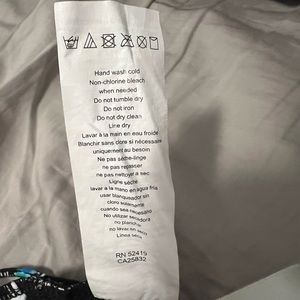 Hand wash cold
Non-chlorine bleach
when needed
Do not tumble dry
Do not iron
Do not dry clean
Line dry
Lavar à la main en eau froide
Blanchir sans clore si nécessaire
uniquement au besoin
Ne pas sèche-linge
ne pas repasser
ne pas nettoyer à sec
Ligne séché
lavar a la mano en agua fria
usar blanqueador sin
cloro solamente
cuando sea necesario
No utilizar secadora
no planchar
no lavar en seco
Línea seca
RN 52419
CA25832